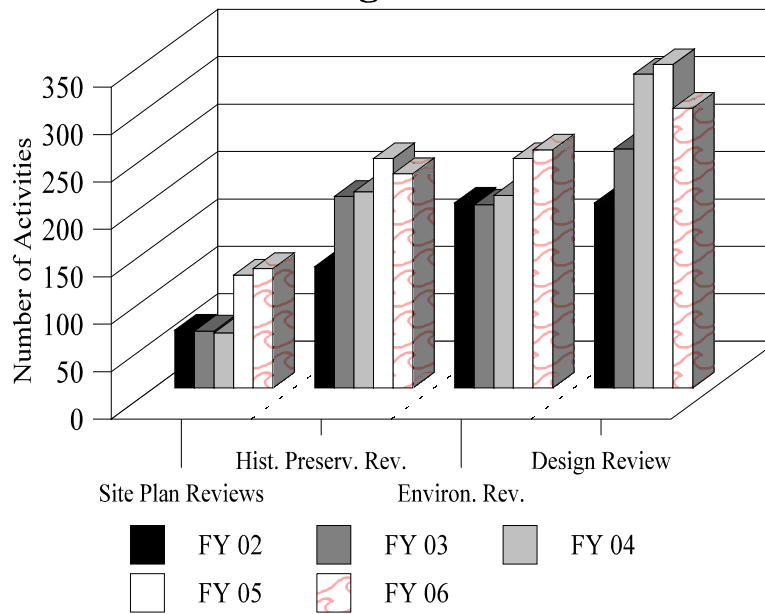 350
300
250
200
150
100
50
0
Number of Activities
Hist. Preserv. Rev.
Design Review
Site Plan Reviews
Environ. Rev.
FY 02
FY 03
FY 04
FY 05
FY 06